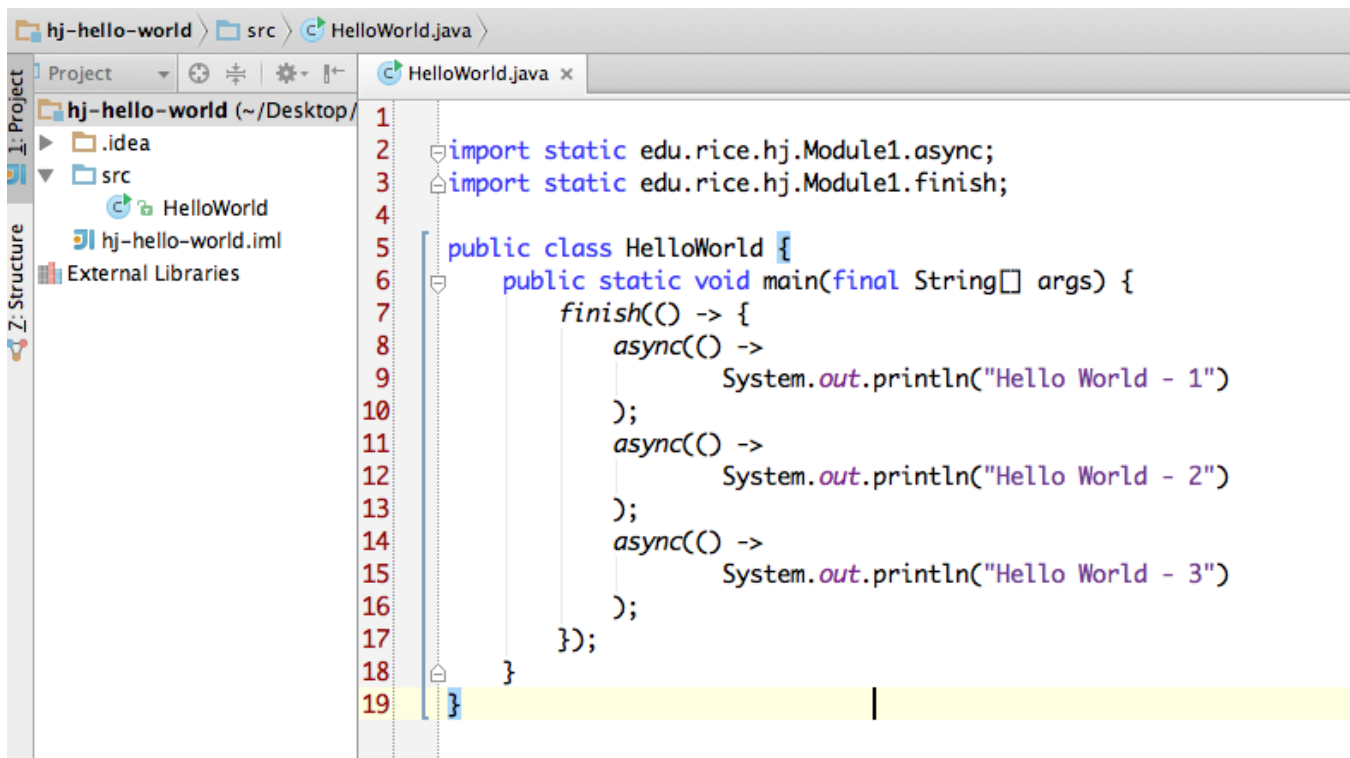 hj-hello-world src HelloWorld.java
1: Project
Z: Structure
Project
hj-hello-world (~/Desktop/
.idea
src
HelloWorld
hj-hello-world.iml
External Libraries
HelloWorld.java ×
1
2 import static edu.rice.hj.Module1.async;
3 import static edu.rice.hj.Module1.finish;
4
5 public class HelloWorld {
6     public static void main(final String[] args) {
7         finish(() -> {
8             async(() ->
9                     System.out.println("Hello World - 1")
10             );
11             async(() ->
12                     System.out.println("Hello World - 2")
13             );
14             async(() ->
15                     System.out.println("Hello World - 3")
16             );
17         });
18     }
19 }